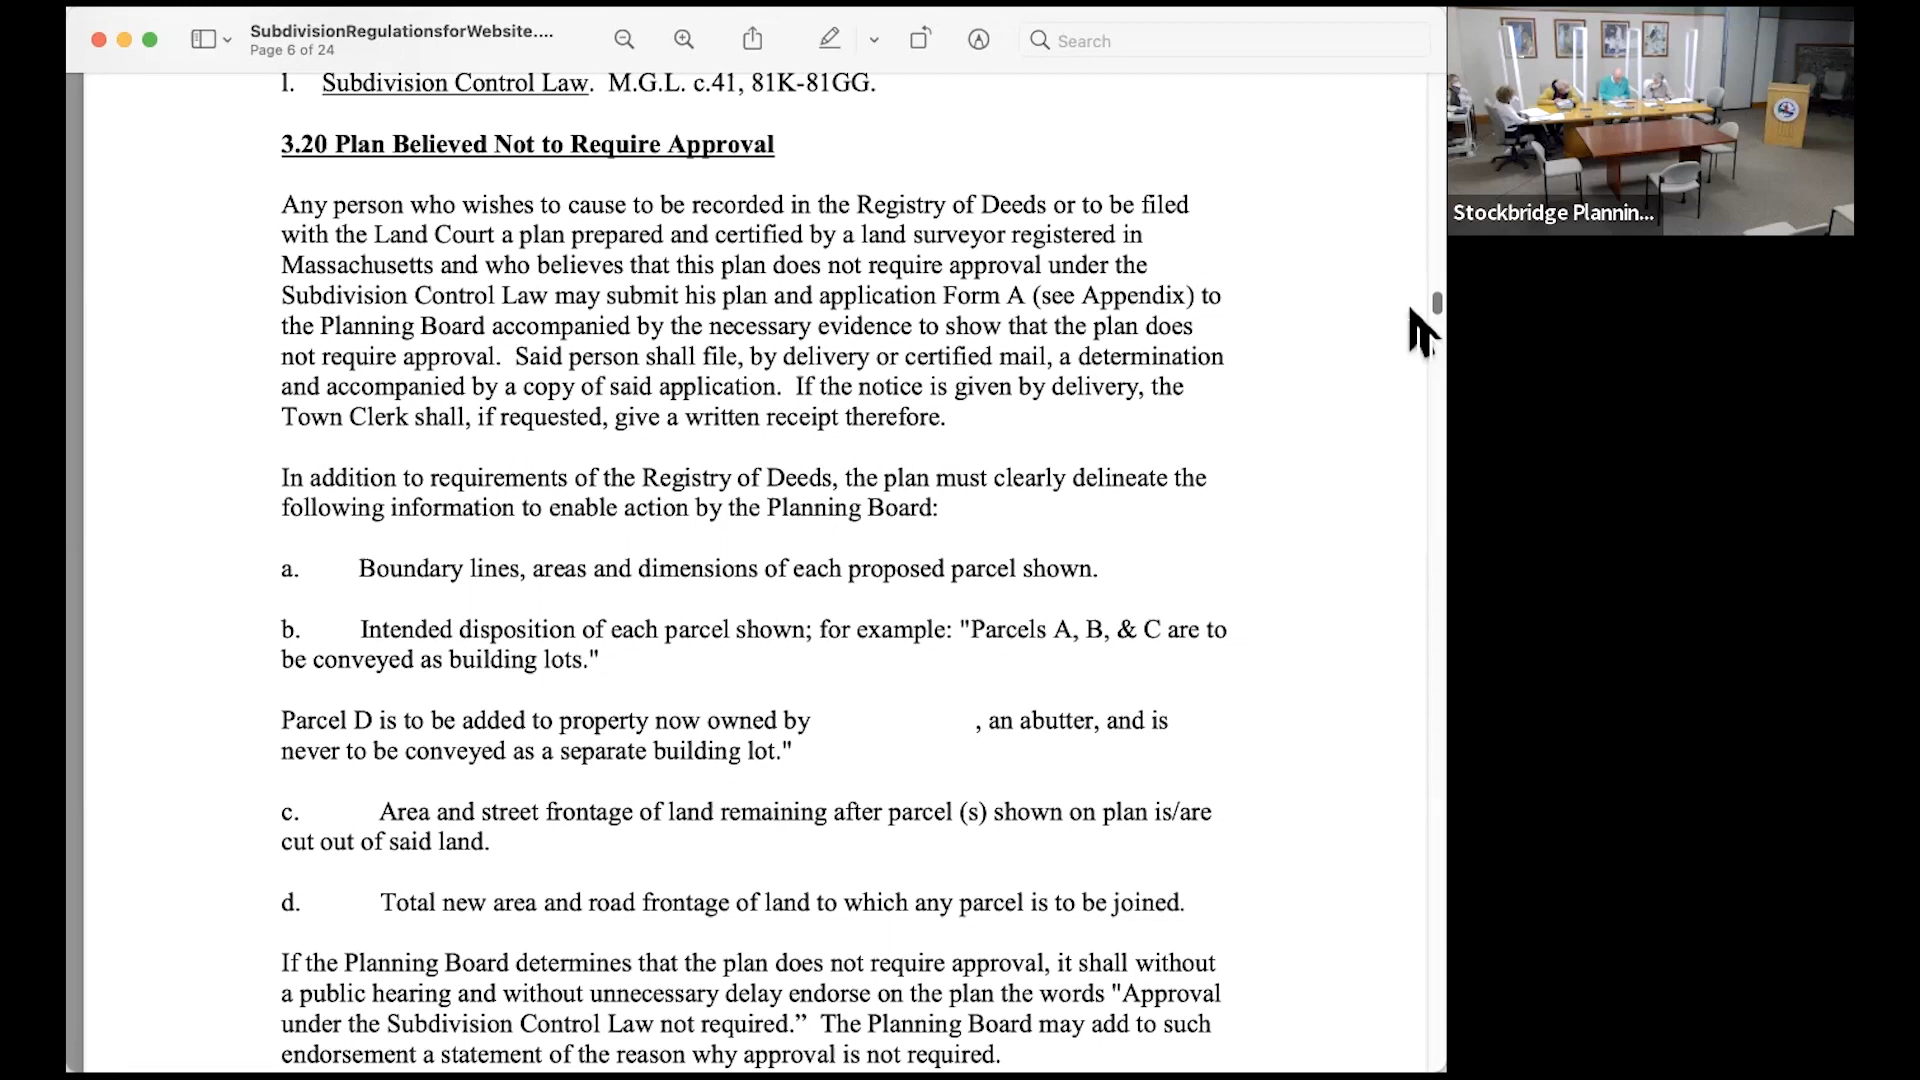 SubdivisionRegulationsforWebsite....
Page 6 of 24
Search
l. Subdivision Control Law. M.G.L. c.41, 81K-81GG.
3.20 Plan Believed Not to Require Approval
Any person who wishes to cause to be recorded in the Registry of Deeds or to be filed
with the Land Court a plan prepared and certified by a land surveyor registered in
Massachusetts and who believes that this plan does not require approval under the
Subdivision Control Law may submit his plan and application Form A (see Appendix) to
the Planning Board accompanied by the necessary evidence to show that the plan does
not require approval.  Said person shall file, by delivery or certified mail, a determination
and accompanied by a copy of said application.  If the notice is given by delivery, the
Town Clerk shall, if requested, give a written receipt therefore.
In addition to requirements of the Registry of Deeds, the plan must clearly delineate the
following information to enable action by the Planning Board:
a. Boundary lines, areas and dimensions of each proposed parcel shown.
b. Intended disposition of each parcel shown; for example: "Parcels A, B, & C are to
be conveyed as building lots."
Parcel D is to be added to property now owned by , an abutter, and is
never to be conveyed as a separate building lot."
c. Area and street frontage of land remaining after parcel (s) shown on plan is/are
cut out of said land.
d. Total new area and road frontage of land to which any parcel is to be joined.
If the Planning Board determines that the plan does not require approval, it shall without
a public hearing and without unnecessary delay endorse on the plan the words "Approval
under the Subdivision Control Law not required.”  The Planning Board may add to such
endorsement a statement of the reason why approval is not required.
Stockbridge Plannin...